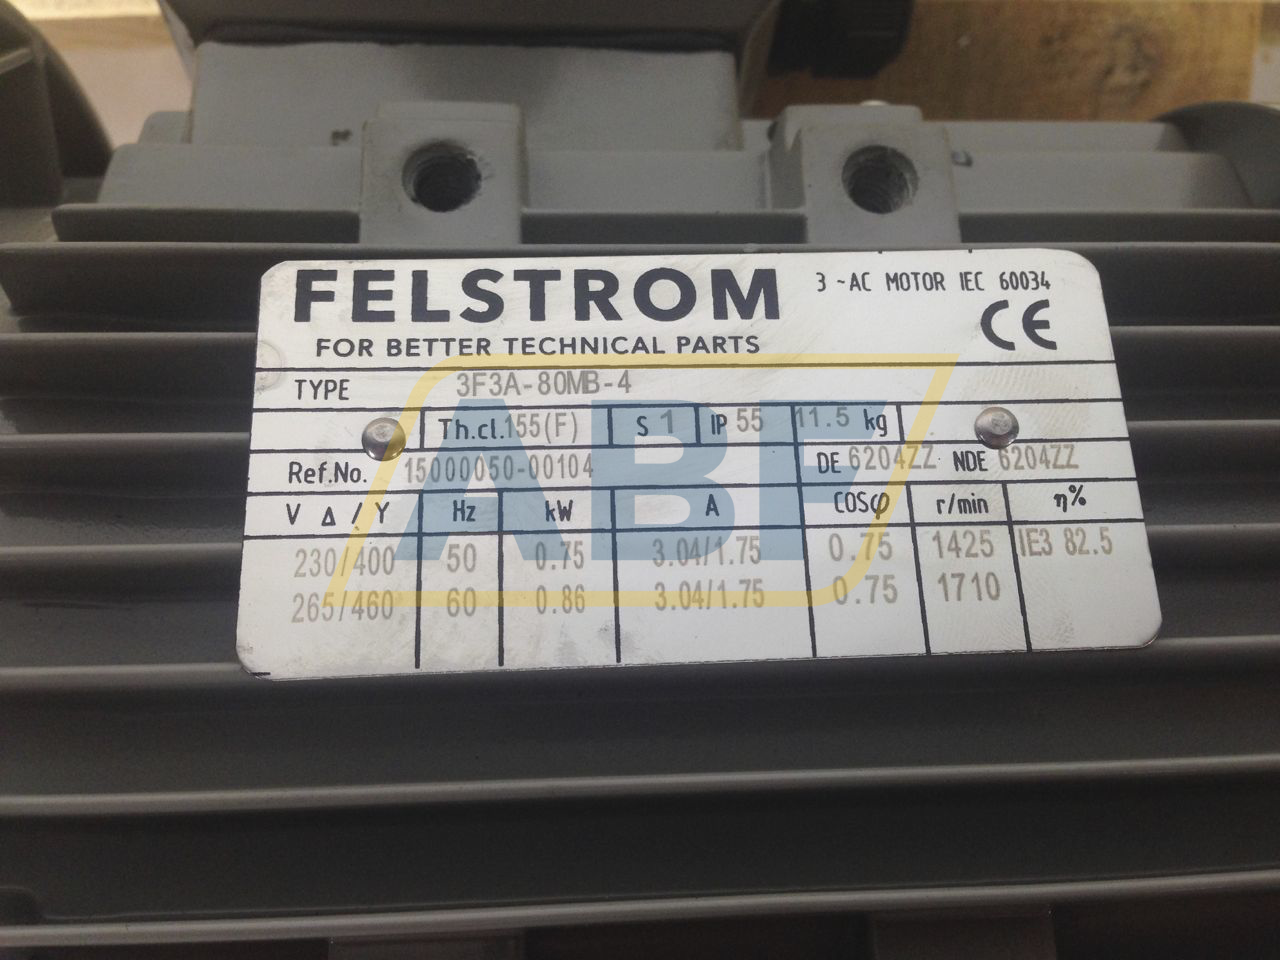 FELSTROM
3 ~AC MOTOR IEC 60034
FOR BETTER TECHNICAL PARTS
CE
TYPE 3F3A-80MB-4
Th.cl.155(F) S 1 IP 55 11.5 kg
Ref.No. 15000050-00104 DE 6204ZZ NDE 6204ZZ
V Δ / Y Hz kW A COSφ r/min η%
230/400 50 0.75 3.04/1.75 0.75 1425 IE3 82.5
265/460 60 0.86 3.04/1.75 0.75 1710
ABF